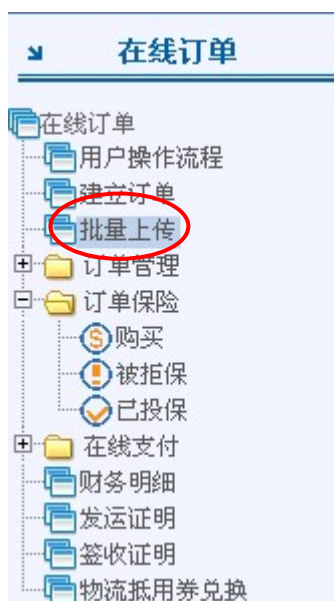 在线订单
在线订单
用户操作流程
建立订单
批量上传
订单管理
订单保险
购买
被拒保
已投保
在线支付
财务明细
发运证明
签收证明
物流抵用券兑换